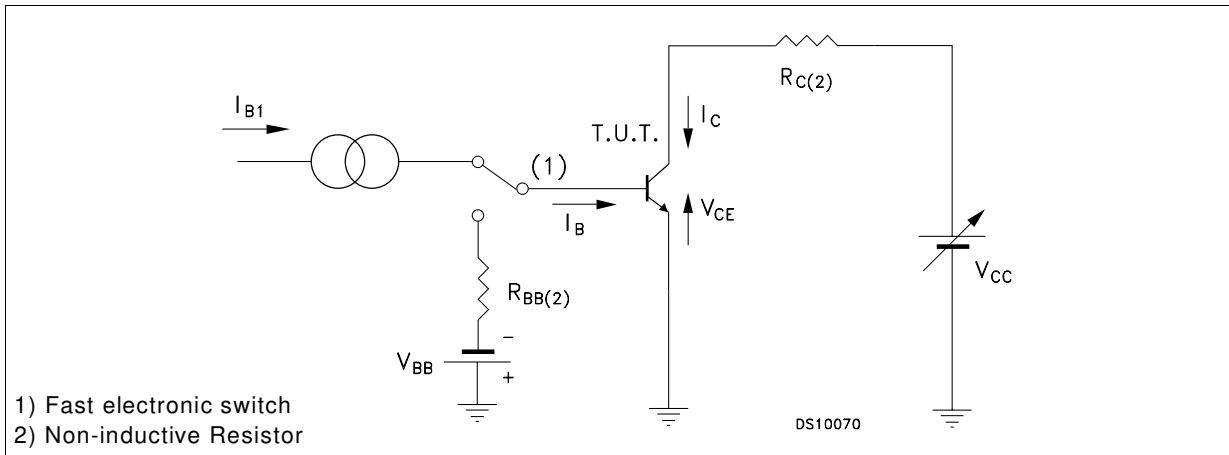 I_B1
(1)
T.U.T.
I_C
R_C(2)
I_B
V_CE
R_BB(2)
V_CC
V_BB
-
+
1) Fast electronic switch
2) Non-inductive Resistor
DS10070